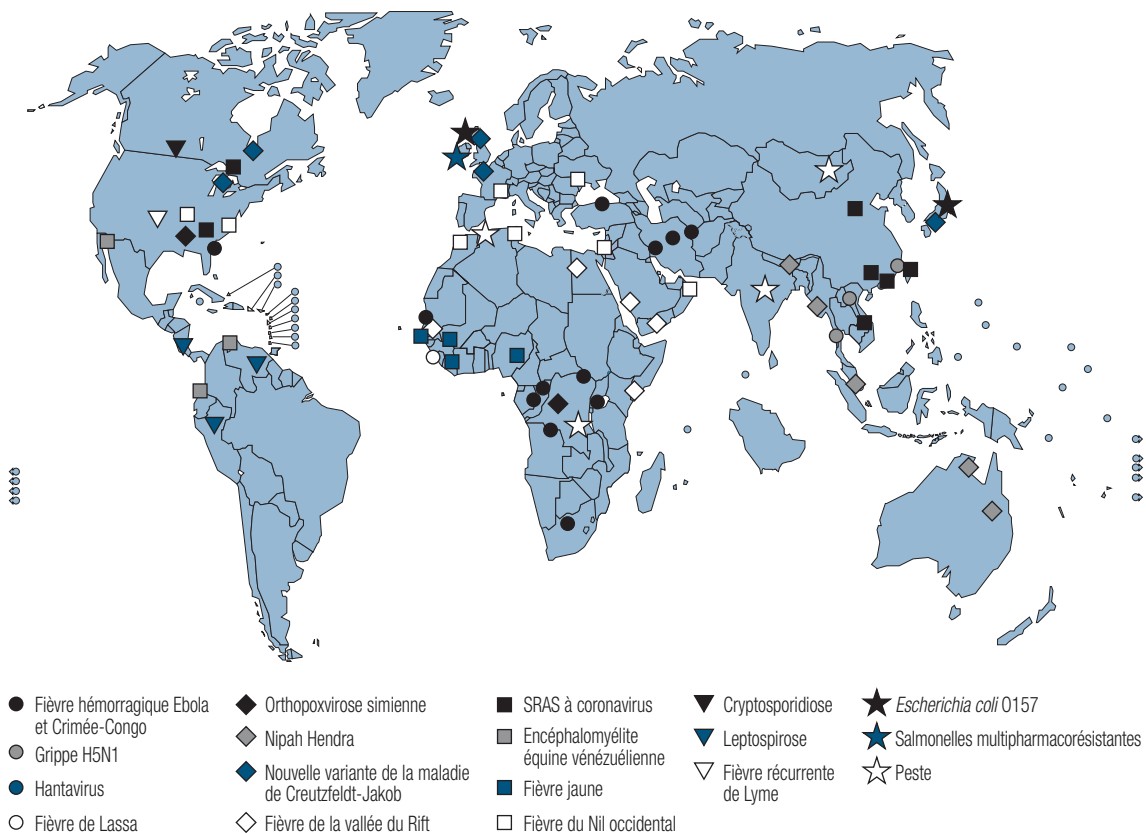 Fièvre hémorragique Ebola
et Crimée-Congo
Grippe H5N1
Hantavirus
Fièvre de Lassa
Orthopoxvirose simienne
Nipah Hendra
Nouvelle variante de la maladie
de Creutzfeldt-Jakob
Fièvre de la vallée du Rift
SRAS à coronavirus
Encéphalomyélite
équine vénézuélienne
Fièvre jaune
Fièvre du Nil occidental
Cryptosporidiose
Leptospirose
Fièvre récurrente
de Lyme
Escherichia coli O157
Salmonelles multipharmacorésistantes
Peste